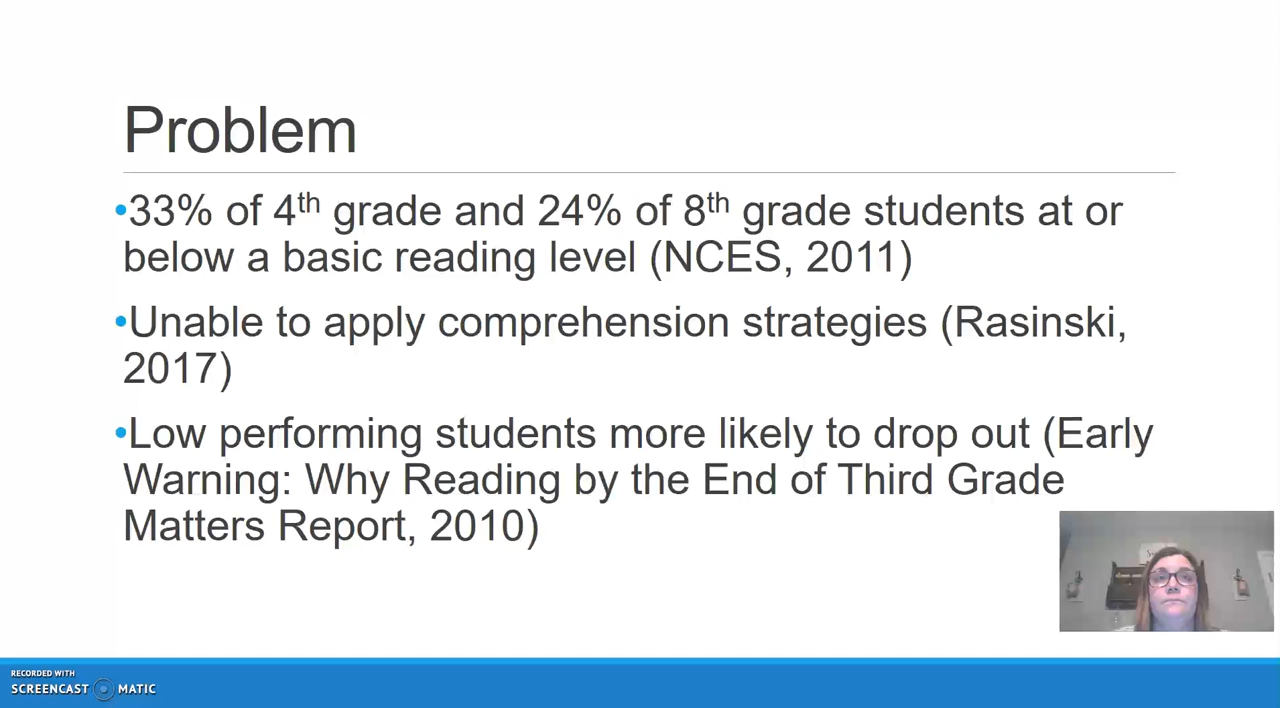 Problem
•33% of 4th grade and 24% of 8th grade students at or
below a basic reading level (NCES, 2011)
•Unable to apply comprehension strategies (Rasinski,
2017)
•Low performing students more likely to drop out (Early
Warning: Why Reading by the End of Third Grade
Matters Report, 2010)
RECORDED WITH
SCREENCAST MATIC